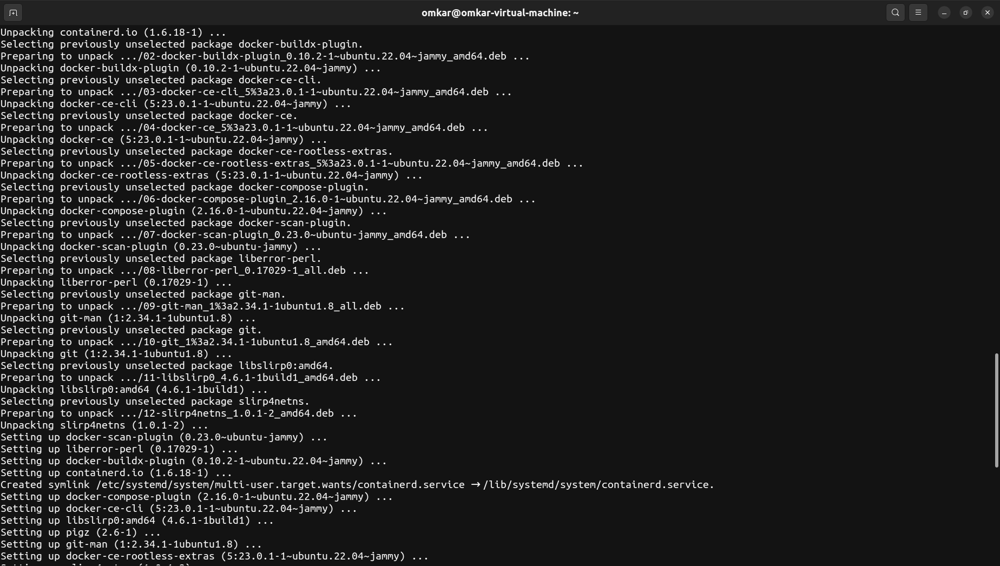 omkar@omkar-virtual-machine: ~
Unpacking containerd.io (1.6.18-1) ...
Selecting previously unselected package docker-buildx-plugin.
Preparing to unpack .../02-docker-buildx-plugin_0.10.2-1~ubuntu.22.04~jammy_amd64.deb ...
Unpacking docker-buildx-plugin (0.10.2-1~ubuntu.22.04~jammy) ...
Selecting previously unselected package docker-ce-cli.
Preparing to unpack .../03-docker-ce-cli_5%3a23.0.1-1~ubuntu.22.04~jammy_amd64.deb ...
Unpacking docker-ce-cli (5:23.0.1-1~ubuntu.22.04~jammy) ...
Selecting previously unselected package docker-ce.
Preparing to unpack .../04-docker-ce_5%3a23.0.1-1~ubuntu.22.04~jammy_amd64.deb ...
Unpacking docker-ce (5:23.0.1-1~ubuntu.22.04~jammy) ...
Selecting previously unselected package docker-ce-rootless-extras.
Preparing to unpack .../05-docker-ce-rootless-extras_5%3a23.0.1-1~ubuntu.22.04~jammy_amd64.deb ...
Unpacking docker-ce-rootless-extras (5:23.0.1-1~ubuntu.22.04~jammy) ...
Selecting previously unselected package docker-compose-plugin.
Preparing to unpack .../06-docker-compose-plugin_2.16.0-1~ubuntu.22.04~jammy_amd64.deb ...
Unpacking docker-compose-plugin (2.16.0-1~ubuntu.22.04~jammy) ...
Selecting previously unselected package docker-scan-plugin.
Preparing to unpack .../07-docker-scan-plugin_0.23.0~ubuntu-jammy_amd64.deb ...
Unpacking docker-scan-plugin (0.23.0~ubuntu-jammy) ...
Selecting previously unselected package liberror-perl.
Preparing to unpack .../08-liberror-perl_0.17029-1_all.deb ...
Unpacking liberror-perl (0.17029-1) ...
Selecting previously unselected package git-man.
Preparing to unpack .../09-git-man_1%3a2.34.1-1ubuntu1.8_all.deb ...
Unpacking git-man (1:2.34.1-1ubuntu1.8) ...
Selecting previously unselected package git.
Preparing to unpack .../10-git_1%3a2.34.1-1ubuntu1.8_amd64.deb ...
Unpacking git (1:2.34.1-1ubuntu1.8) ...
Selecting previously unselected package libslirp0:amd64.
Preparing to unpack .../11-libslirp0_4.6.1-1build1_amd64.deb ...
Unpacking libslirp0:amd64 (4.6.1-1build1) ...
Selecting previously unselected package slirp4netns.
Preparing to unpack .../12-slirp4netns_1.0.1-2_amd64.deb ...
Unpacking slirp4netns (1.0.1-2) ...
Setting up docker-scan-plugin (0.23.0~ubuntu-jammy) ...
Setting up liberror-perl (0.17029-1) ...
Setting up docker-buildx-plugin (0.10.2-1~ubuntu.22.04~jammy) ...
Setting up containerd.io (1.6.18-1) ...
Created symlink /etc/systemd/system/multi-user.target.wants/containerd.service → /lib/systemd/system/containerd.service.
Setting up docker-compose-plugin (2.16.0-1~ubuntu.22.04~jammy) ...
Setting up docker-ce-cli (5:23.0.1-1~ubuntu.22.04~jammy) ...
Setting up libslirp0:amd64 (4.6.1-1build1) ...
Setting up pigz (2.6-1) ...
Setting up git-man (1:2.34.1-1ubuntu1.8) ...
Setting up docker-ce-rootless-extras (5:23.0.1-1~ubuntu.22.04~jammy) ...